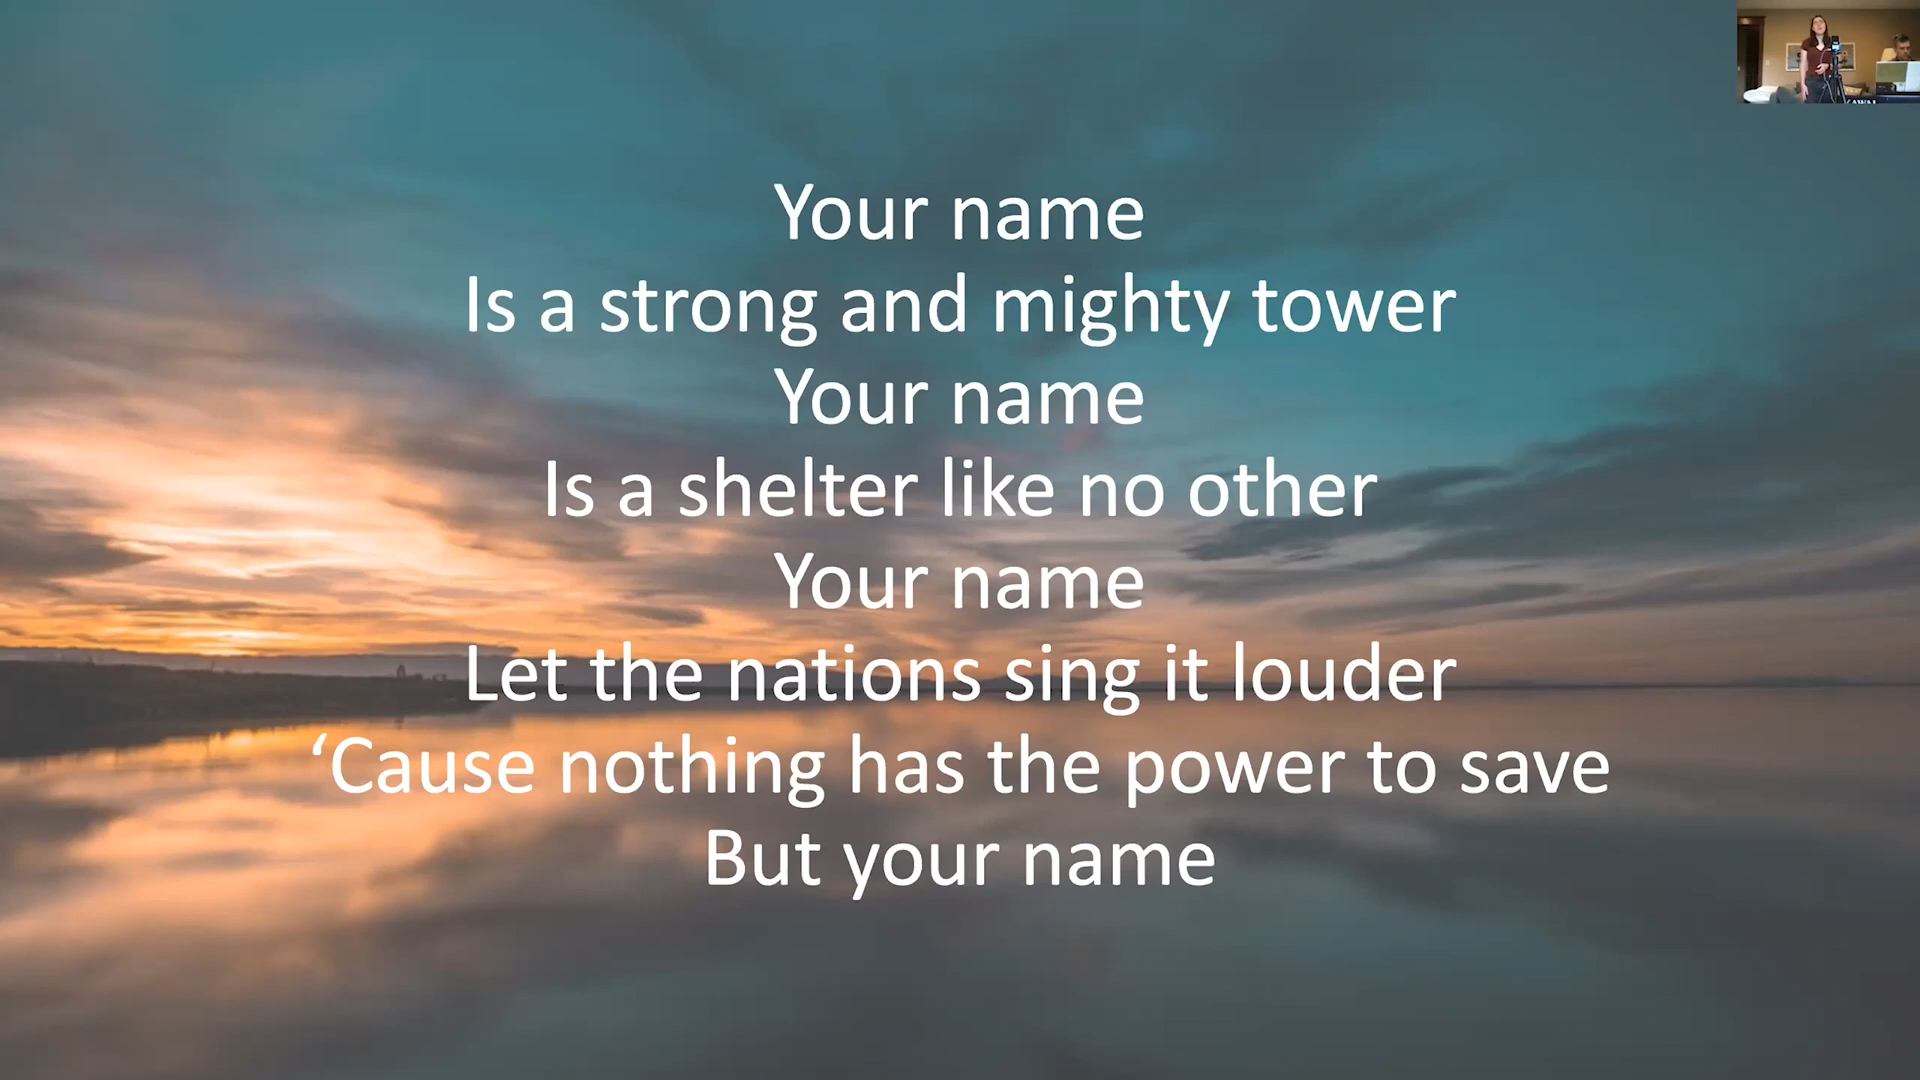 Your name
Is a strong and mighty tower
Your name
Is a shelter like no other
Your name
Let the nations sing it louder
‘Cause nothing has the power to save
But your name
KAWAI